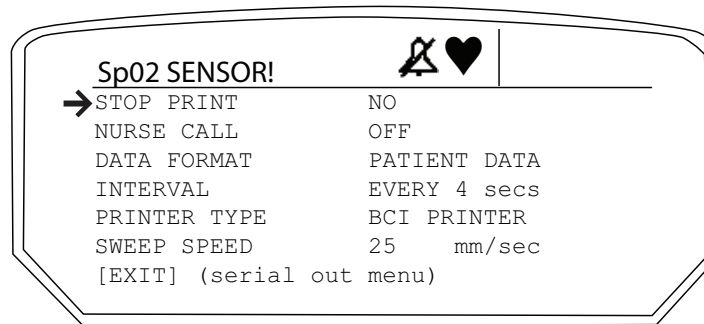 Sp02 SENSOR!
STOP PRINT NO
NURSE CALL OFF
DATA FORMAT PATIENT DATA
INTERVAL EVERY 4 secs
PRINTER TYPE BCI PRINTER
SWEEP SPEED 25 mm/sec
[EXIT] (serial out menu)